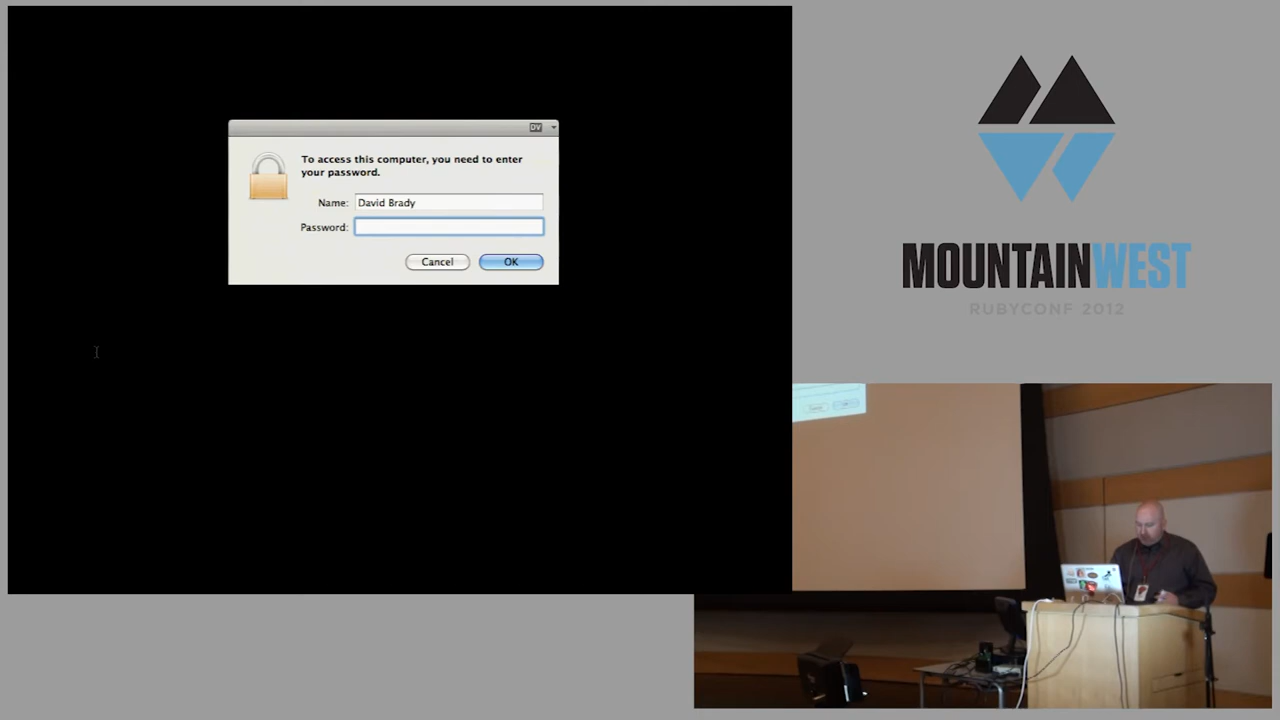 DV
To access this computer, you need to enter
your password.
Name: David Brady
Password:
Cancel OK
MOUNTAINWEST
RUBYCONF 2012